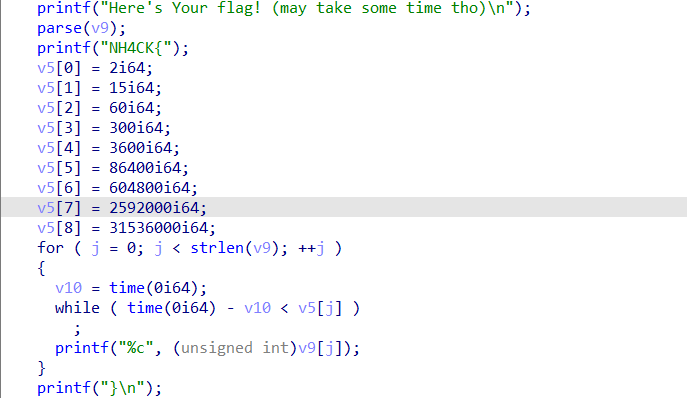 printf("Here's Your flag! (may take some time tho)\n");
parse(v9);
printf("NH4CK{");
v5[0] = 2i64;
v5[1] = 15i64;
v5[2] = 60i64;
v5[3] = 300i64;
v5[4] = 3600i64;
v5[5] = 86400i64;
v5[6] = 604800i64;
v5[7] = 2592000i64;
v5[8] = 31536000i64;
for ( j = 0; j < strlen(v9); ++j )
{
v10 = time(0i64);
while ( time(0i64) - v10 < v5[j] )
;
printf("%c", (unsigned int)v9[j]);
}
printf("}\n");